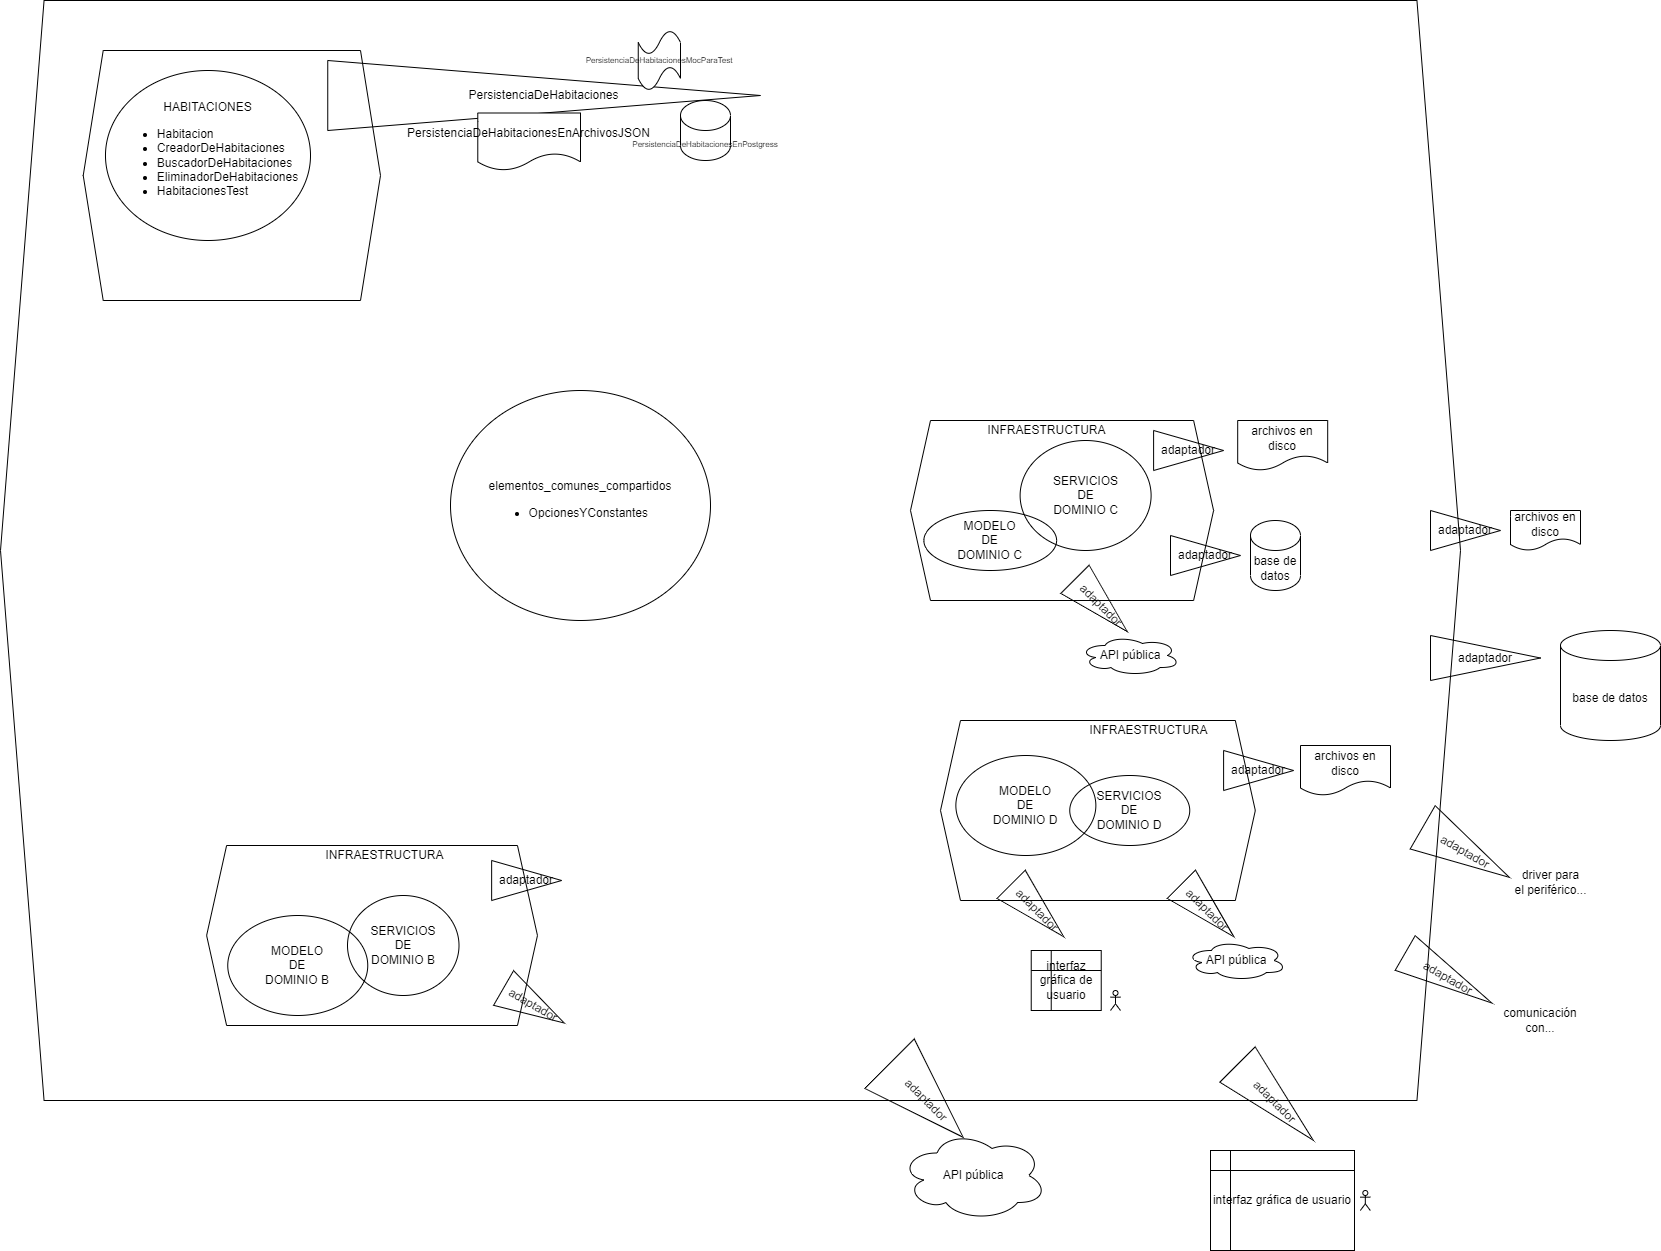 PersistenciaDeHabitacionesMocParaTest
PersistenciaDeHabitaciones
HABITACIONES
Habitacion
CreadorDeHabitaciones
BuscadorDeHabitaciones
EliminadorDeHabitaciones
HabitacionesTest
PersistenciaDeHabitacionesEnArchivosJSON
PersistenciaDeHabitacionesEnPostgress
elementos_comunes_compartidos
OpcionesYConstantes
INFRAESTRUCTURA
SERVICIOS
DE
DOMINIO C
MODELO
DE
DOMINIO C
adaptador
archivos en
disco
adaptador
base de
datos
adaptador
API pública
adaptador
archivos en
disco
adaptador
base de datos
INFRAESTRUCTURA
MODELO
DE
DOMINIO D
SERVICIOS
DE
DOMINIO D
adaptador
archivos en
disco
adaptador
interfaz
gráfica de
usuario
adaptador
API pública
adaptador
driver para
el periférico...
adaptador
comunicación
con...
INFRAESTRUCTURA
MODELO
DE
DOMINIO B
SERVICIOS
DE
DOMINIO B
adaptador
adaptador
adaptador
API pública
adaptador
interfaz gráfica de usuario